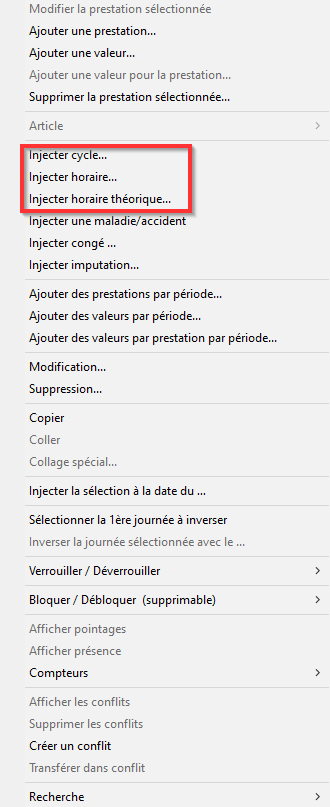 Modifier la prestation sélectionnée
Ajouter une prestation...
Ajouter une valeur...
Ajouter une valeur pour la prestation...
Supprimer la prestation sélectionnée...
Article
Injecter cycle...
Injecter horaire...
Injecter horaire théorique...
Injecter une maladie/accident
Injecter congé ...
Injecter imputation...
Ajouter des prestations par période...
Ajouter des valeurs par période...
Ajouter des valeurs par prestation par période...
Modification...
Suppression...
Copier
Coller
Collage spécial...
Injecter la sélection à la date du ...
Sélectionner la 1ère journée à inverser
Inverser la journée sélectionnée avec le ...
Verrouiller / Déverrouiller
Bloquer / Débloquer (supprimable)
Afficher pointages
Afficher présence
Compteurs
Afficher les conflits
Supprimer les conflits
Créer un conflit
Transférer dans conflit
Recherche